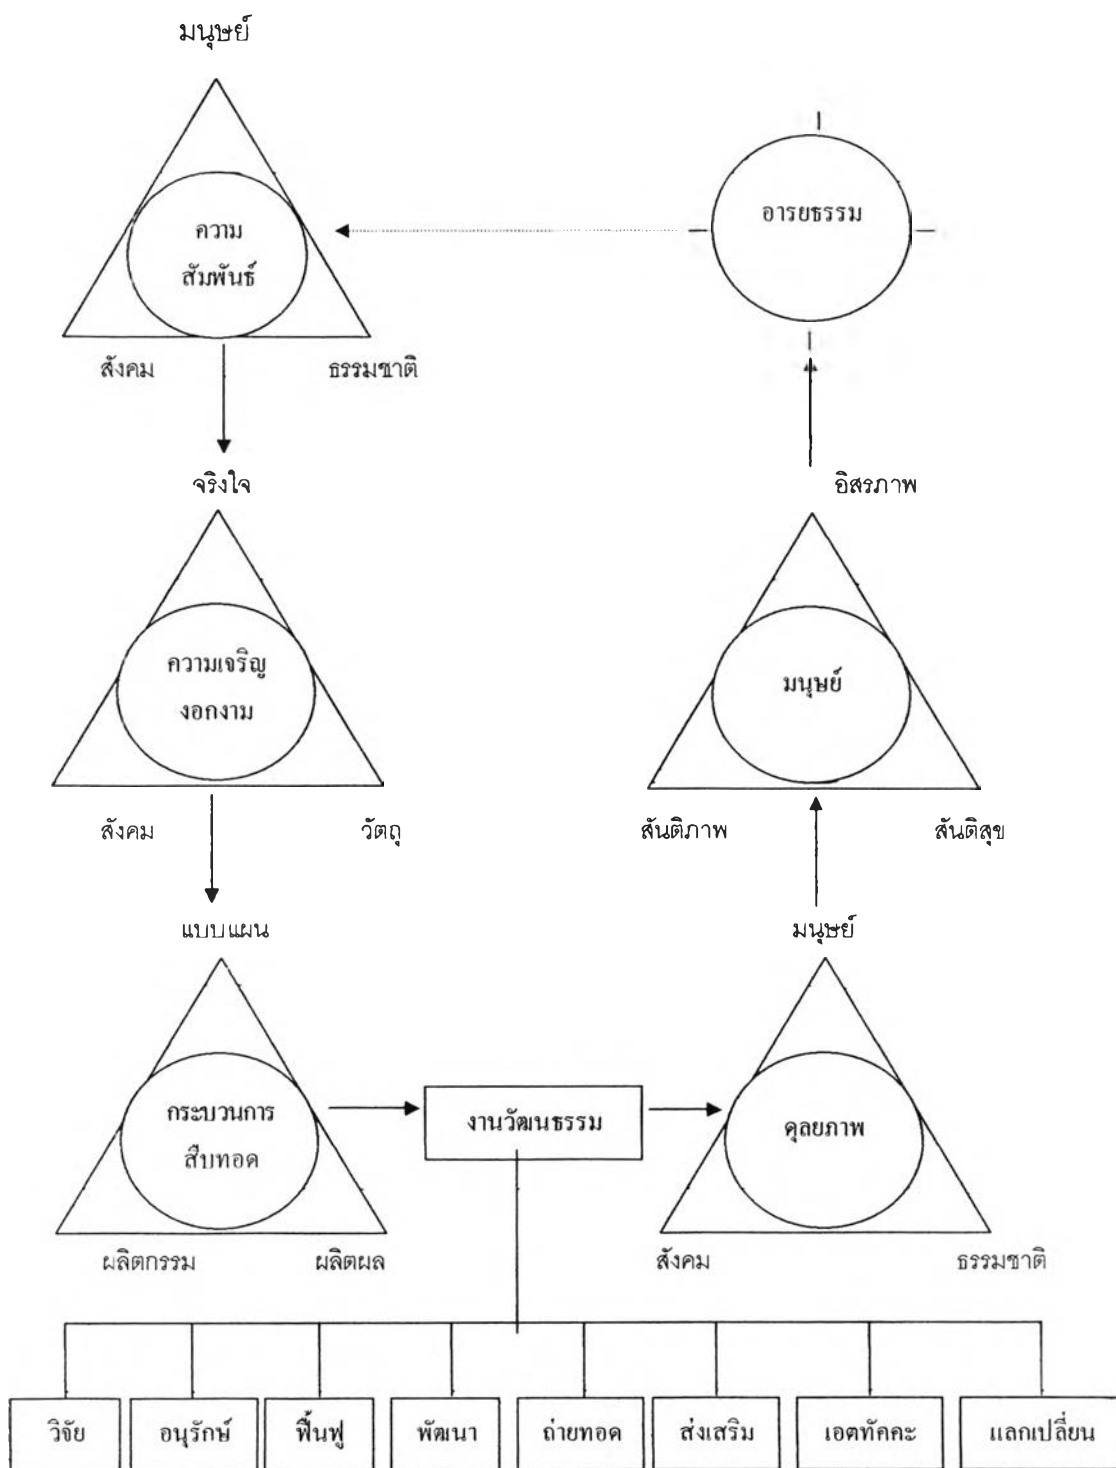 มนุษย์
ความ
สัมพันธ์
อารยธรรม
สังคม
ธรรมชาติ
จริงใจ
อิสรภาพ
ความเจริญ
งอกงาม
มนุษย์
สังคม
วัตถุ
สันติภาพ
สันติสุข
แบบแผน
มนุษย์
กระบวนการ
สืบทอด
งานวัฒนธรรม
ดุลยภาพ
ผลิตกรรม
ผลิตผล
สังคม
ธรรมชาติ
วิจัย
อนุรักษ์
ฟื้นฟู
พัฒนา
ถ่ายทอด
ส่งเสริม
เอตทัคคะ
แลกเปลี่ยน